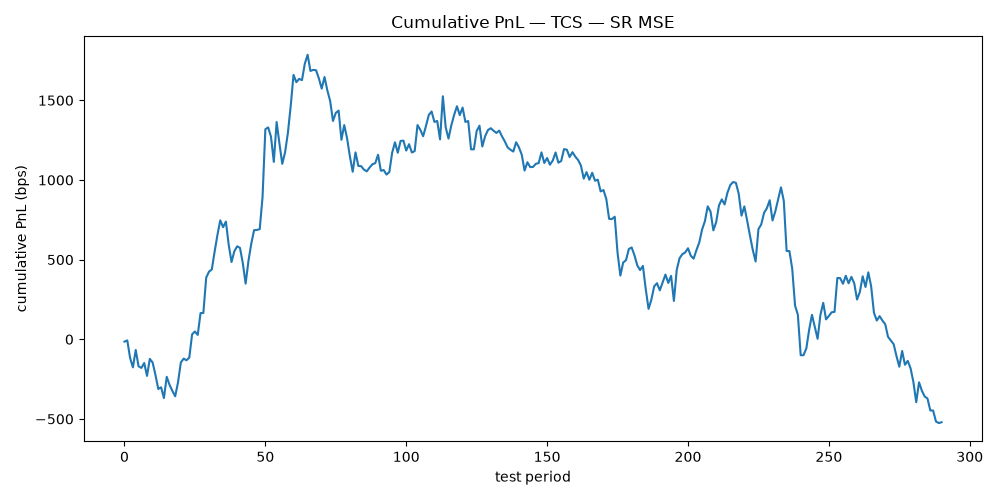 Cumulative PnL — TCS — SR MSE
cumulative PnL (bps)
1500
1000
500
0
−500
0 50 100 150 200 250 300
test period